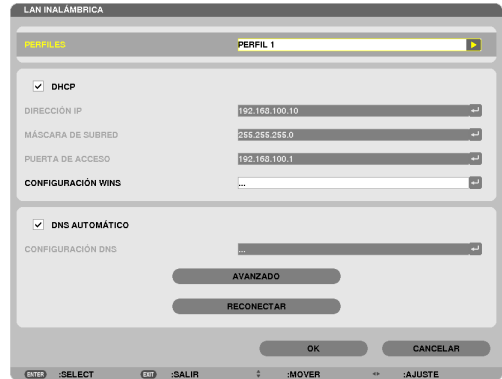 LAN INALÁMBRICA
PERFILES PERFIL 1
DHCP
DIRECCIÓN IP 192.168.100.10
MÁSCARA DE SUBRED 255.255.255.0
PUERTA DE ACCESO 192.168.100.1
CONFIGURACIÓN WINS ...
DNS AUTOMÁTICO
CONFIGURACIÓN DNS ...
AVANZADO
RECONECTAR
OK CANCELAR
ENTER :SELECT EXIT :SALIR :MOVER :AJUSTE